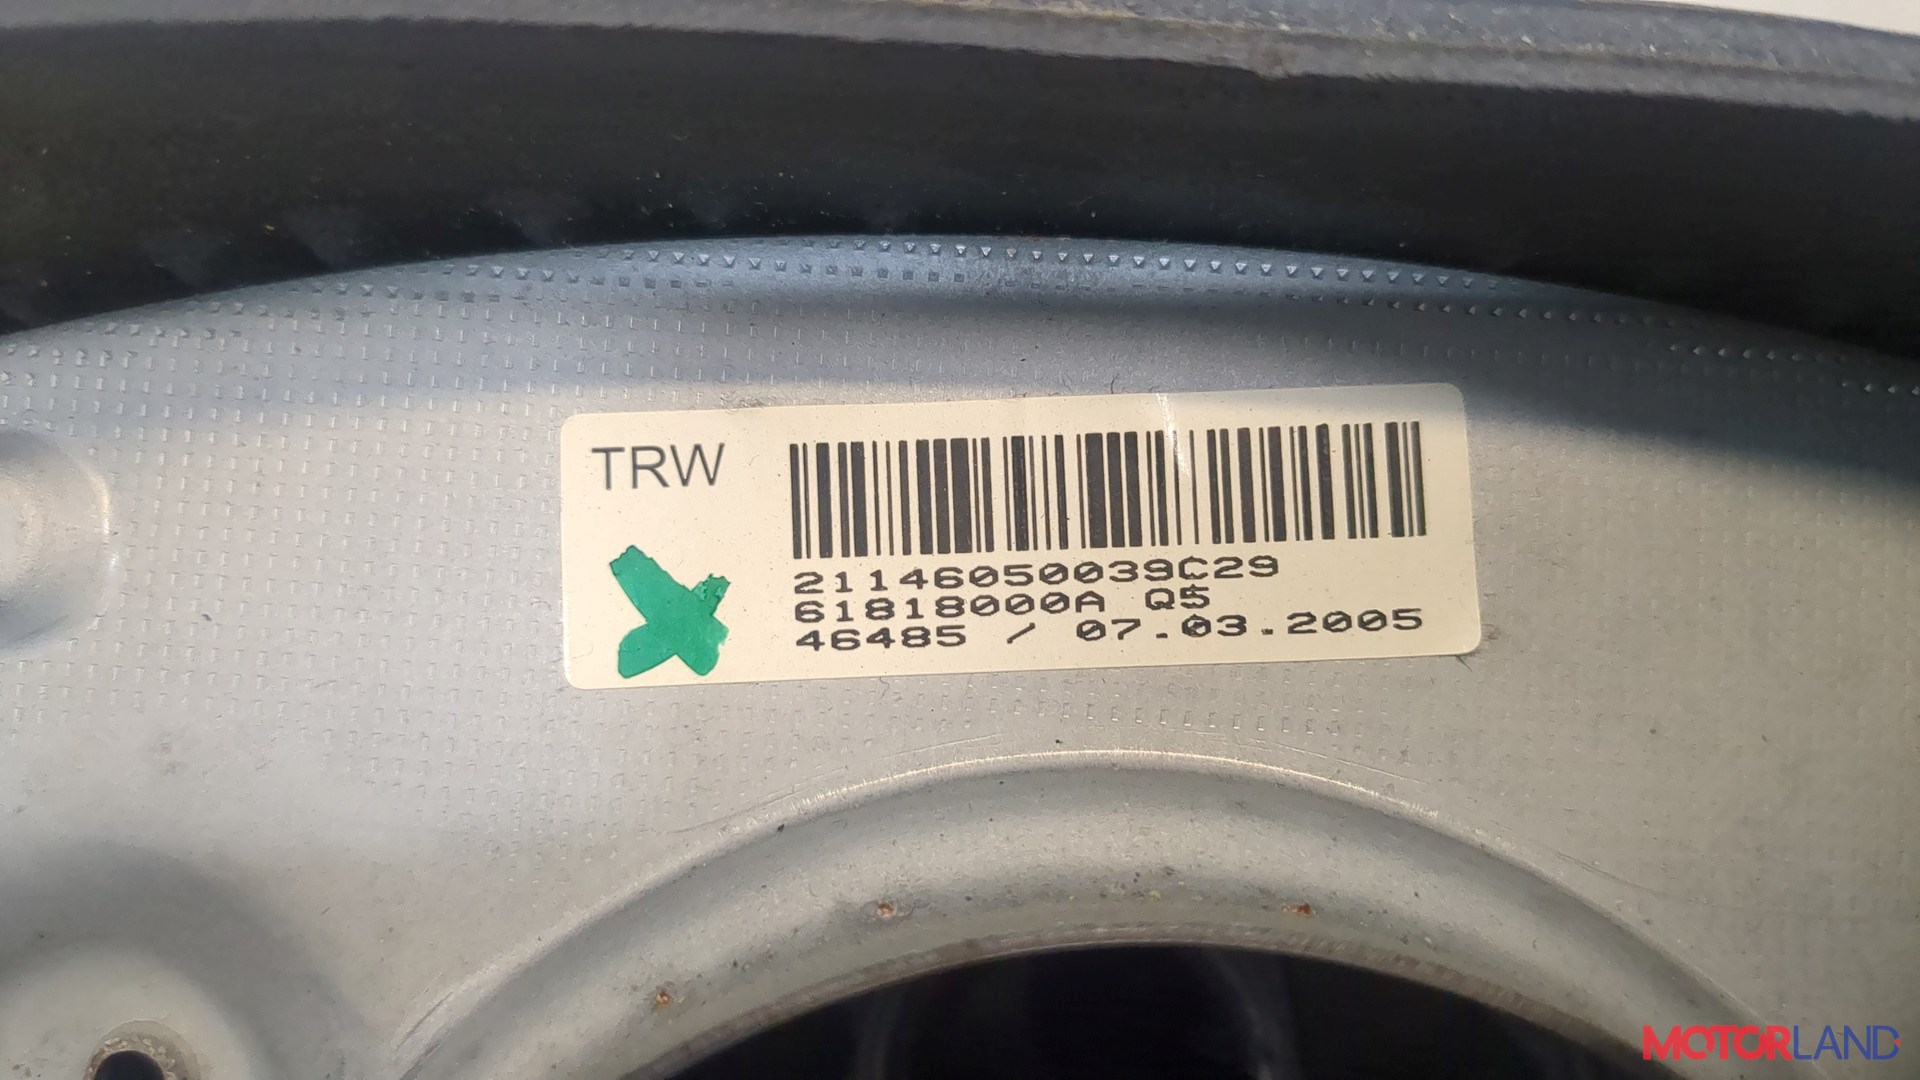 TRW
21146050039C29
61818000A Q5
46485 / 07.03.2005
MOTORLAND